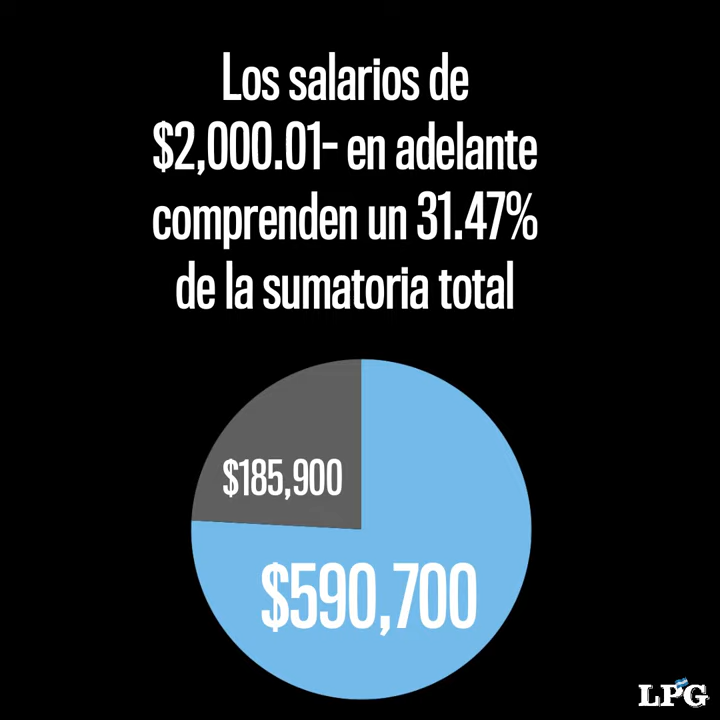 Los salarios de
$2,000.01- en adelante
comprenden un 31.47%
de la sumatoria total
$185,900
$590,700
LPG